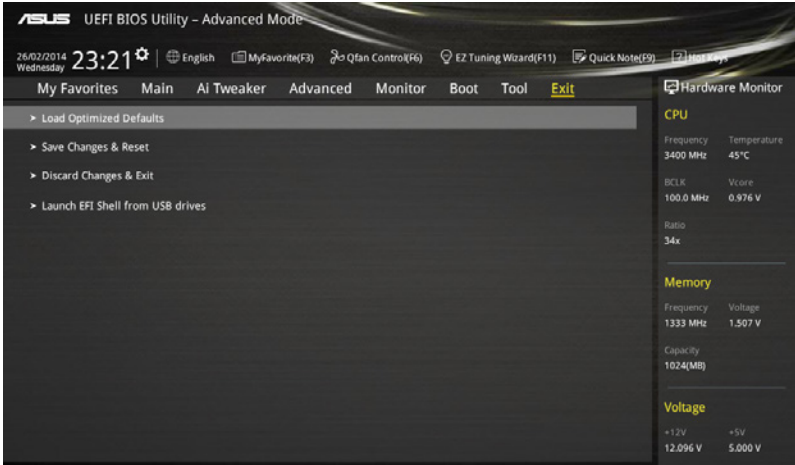 ASUS UEFI BIOS Utility – Advanced Mode
26/02/2014
Wednesday
23:21
English
MyFavorite(F3)
Qfan Control(F6)
EZ Tuning Wizard(F11)
Quick Note(F9)
? Hot Keys
My Favorites Main Ai Tweaker Advanced Monitor Boot Tool Exit
> Load Optimized Defaults
> Save Changes & Reset
> Discard Changes & Exit
> Launch EFI Shell from USB drives
Hardware Monitor
CPU
Frequency Temperature
3400 MHz 45°C
BCLK Vcore
100.0 MHz 0.976 V
Ratio
34x
Memory
Frequency Voltage
1333 MHz 1.507 V
Capacity
1024(MB)
Voltage
+12V +5V
12.096 V 5.000 V